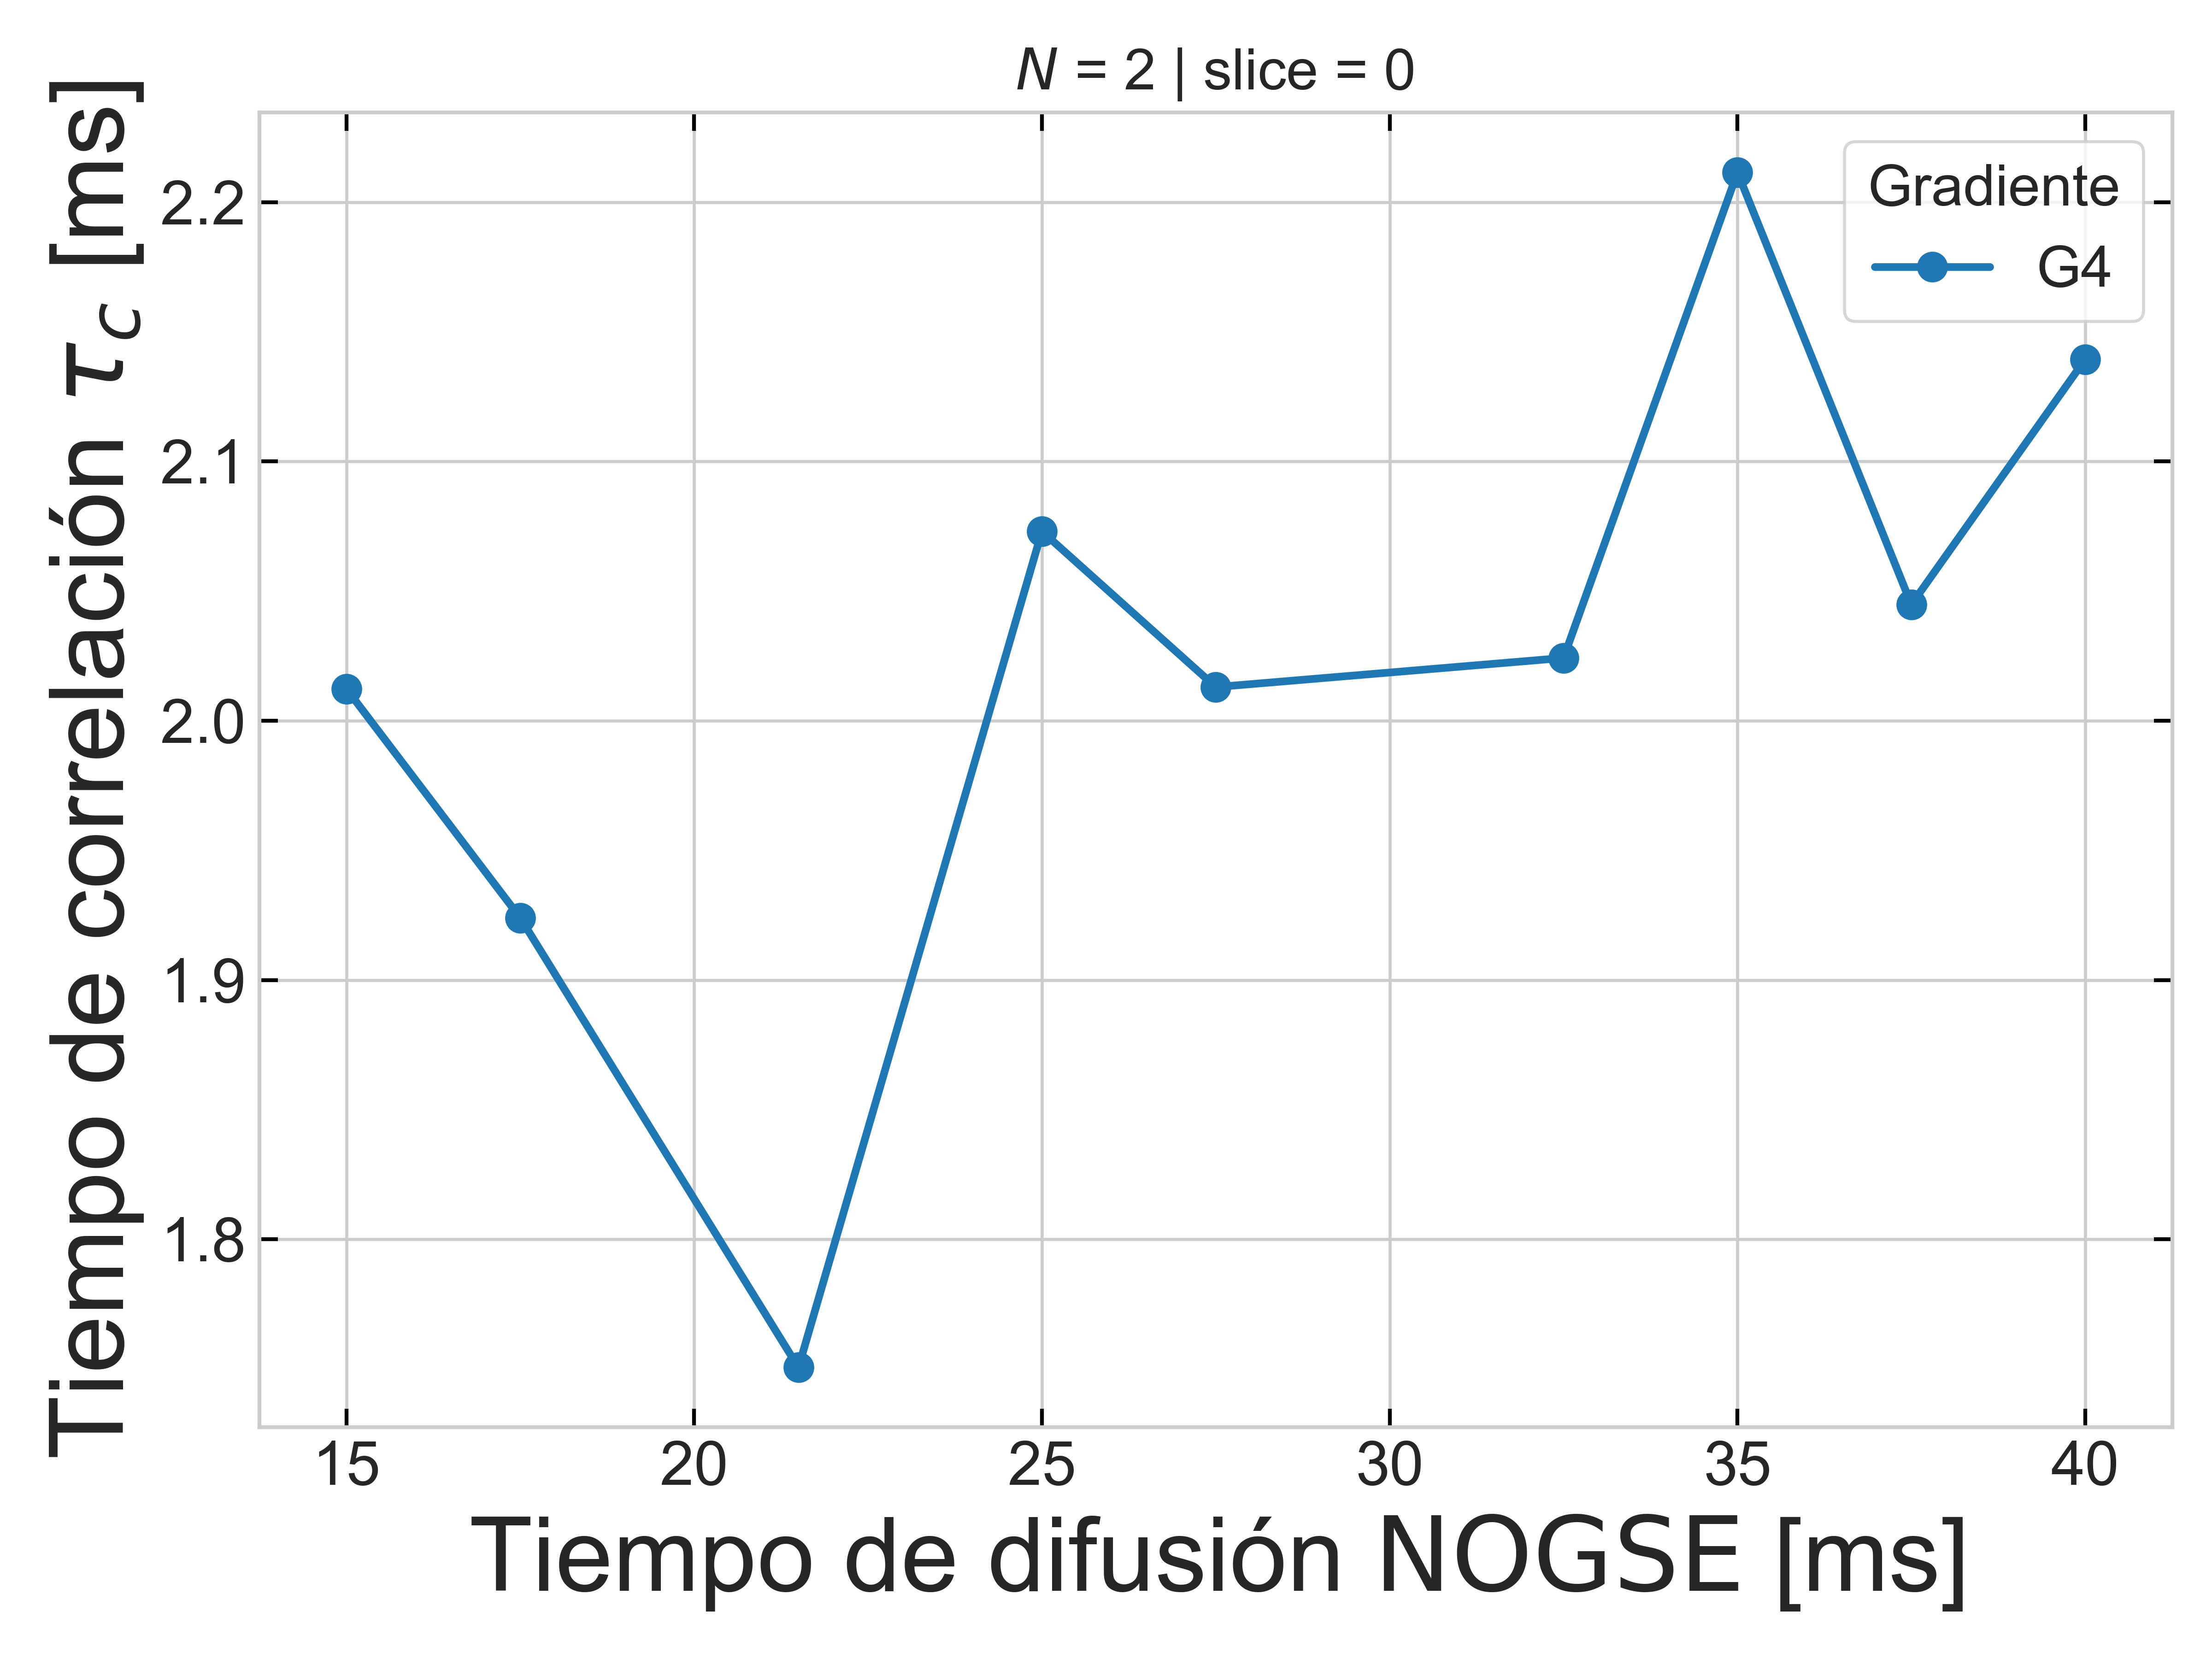 N = 2 | slice = 0
Tiempo de correlación τc [ms]
2.2
2.1
2.0
1.9
1.8
Gradiente
G4
15 20 25 30 35 40
Tiempo de difusión NOGSE [ms]